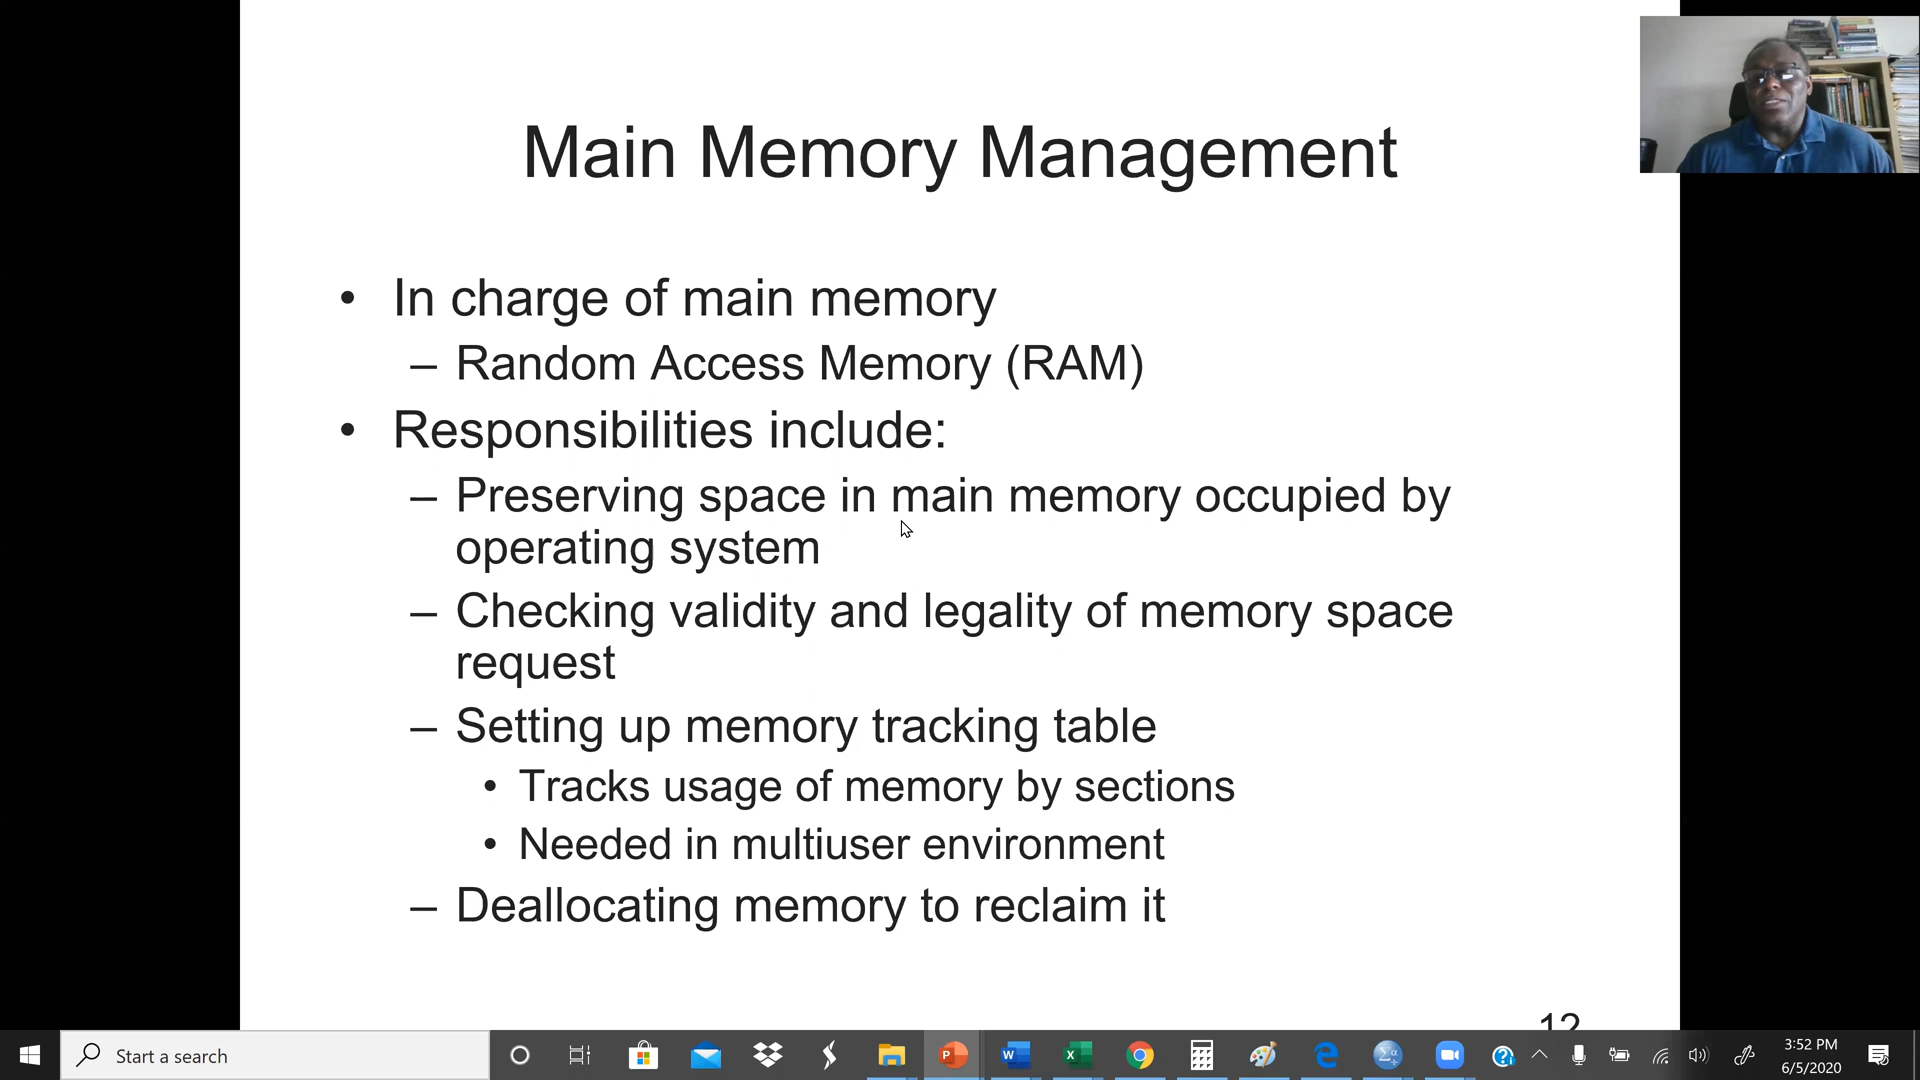 Main Memory Management
• In charge of main memory
– Random Access Memory (RAM)
• Responsibilities include:
– Preserving space in main memory occupied by
operating system
– Checking validity and legality of memory space
request
– Setting up memory tracking table
• Tracks usage of memory by sections
• Needed in multiuser environment
– Deallocating memory to reclaim it
12
Start a search
3:52 PM
6/5/2020